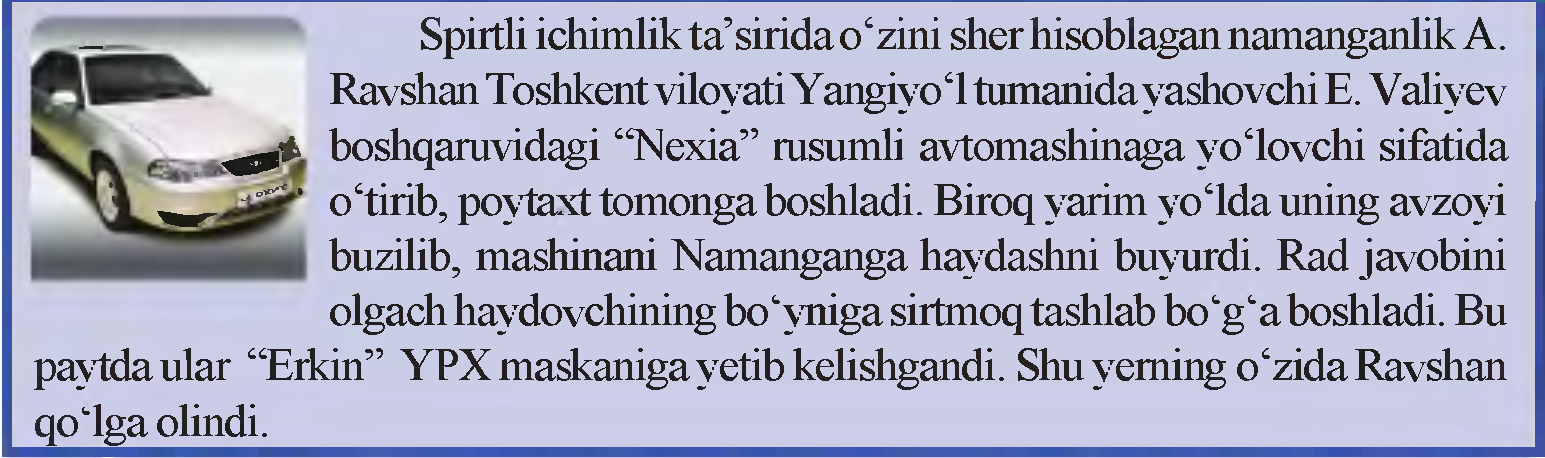 Spirtli ichimlik ta’sirida o‘zini sher hisoblagan namanganlik A.
Ravshan Toshkent viloyati Yangiyo‘l tumanida yashovchi E. Valiyev
boshqaruvidagi “Nexia” rusumli avtomashinaga yo‘lovchi sifatida
o‘tirib, poytaxt tomonga boshladi. Biroq yarim yo‘lda uning avzoyi
buzilib, mashinani Namanganga haydashni buyurdi. Rad javobini
olgach haydovchining bo‘yniga sirtmoq tashlab bo‘g‘a boshladi. Bu
paytda ular “Erkin” YPX maskaniga yetib kelishgandi. Shu yerning o‘zida Ravshan
qo‘lga olindi.